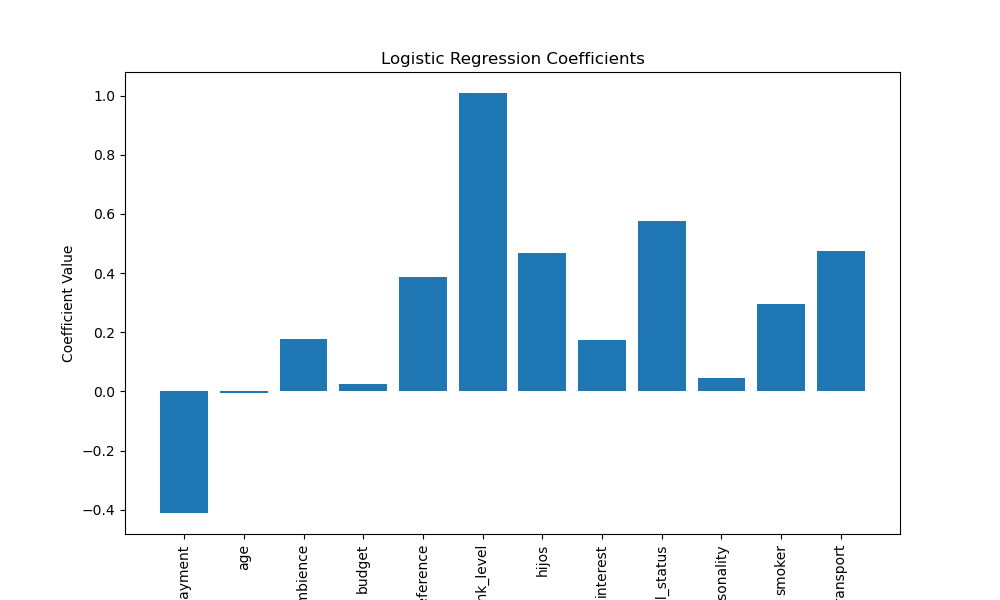 Logistic Regression Coefficients
Coefficient Value
1.0
0.8
0.6
0.4
0.2
0.0
−0.2
−0.4
ayment
age
mbience
budget
eference
nk_level
hijos
interest
l_status
sonality
smoker
ransport